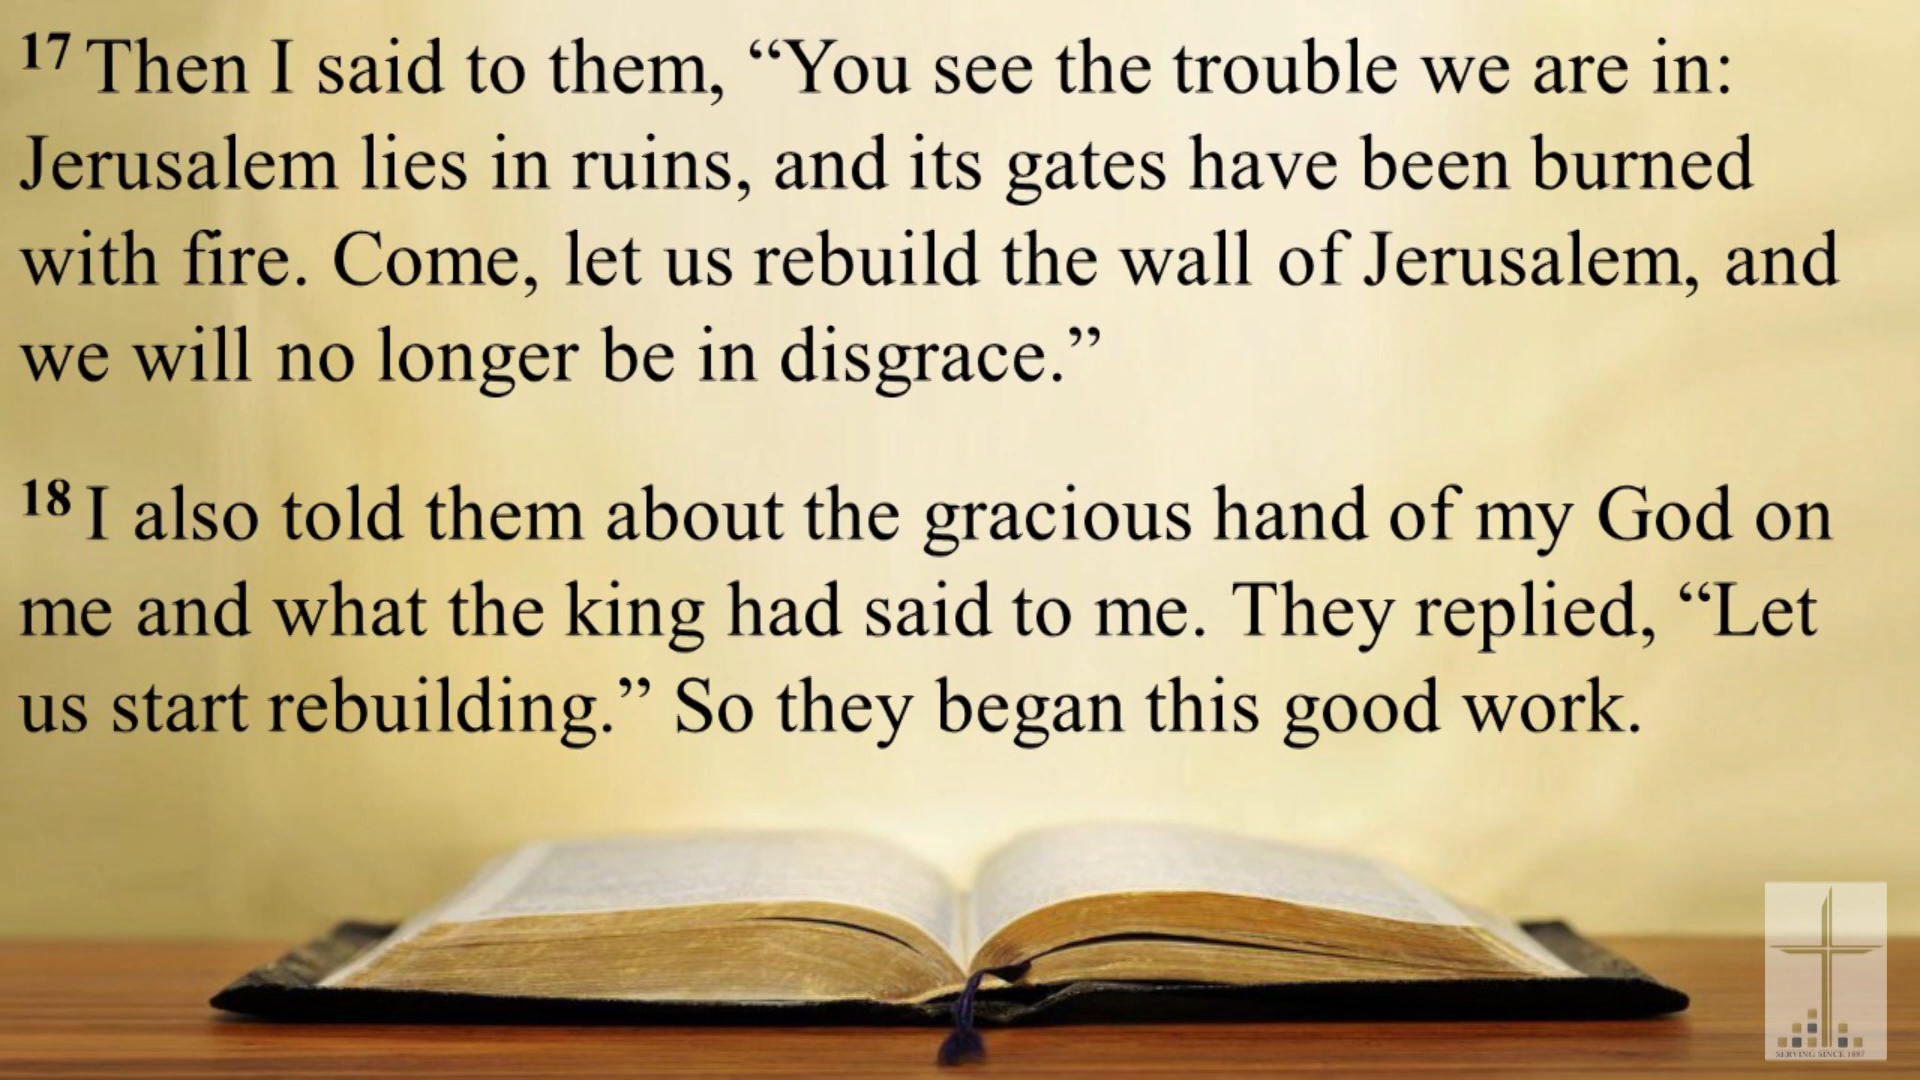 17 Then I said to them, “You see the trouble we are in:
Jerusalem lies in ruins, and its gates have been burned
with fire. Come, let us rebuild the wall of Jerusalem, and
we will no longer be in disgrace.”
18 I also told them about the gracious hand of my God on
me and what the king had said to me. They replied, “Let
us start rebuilding.” So they began this good work.
SERVING SINCE 1887